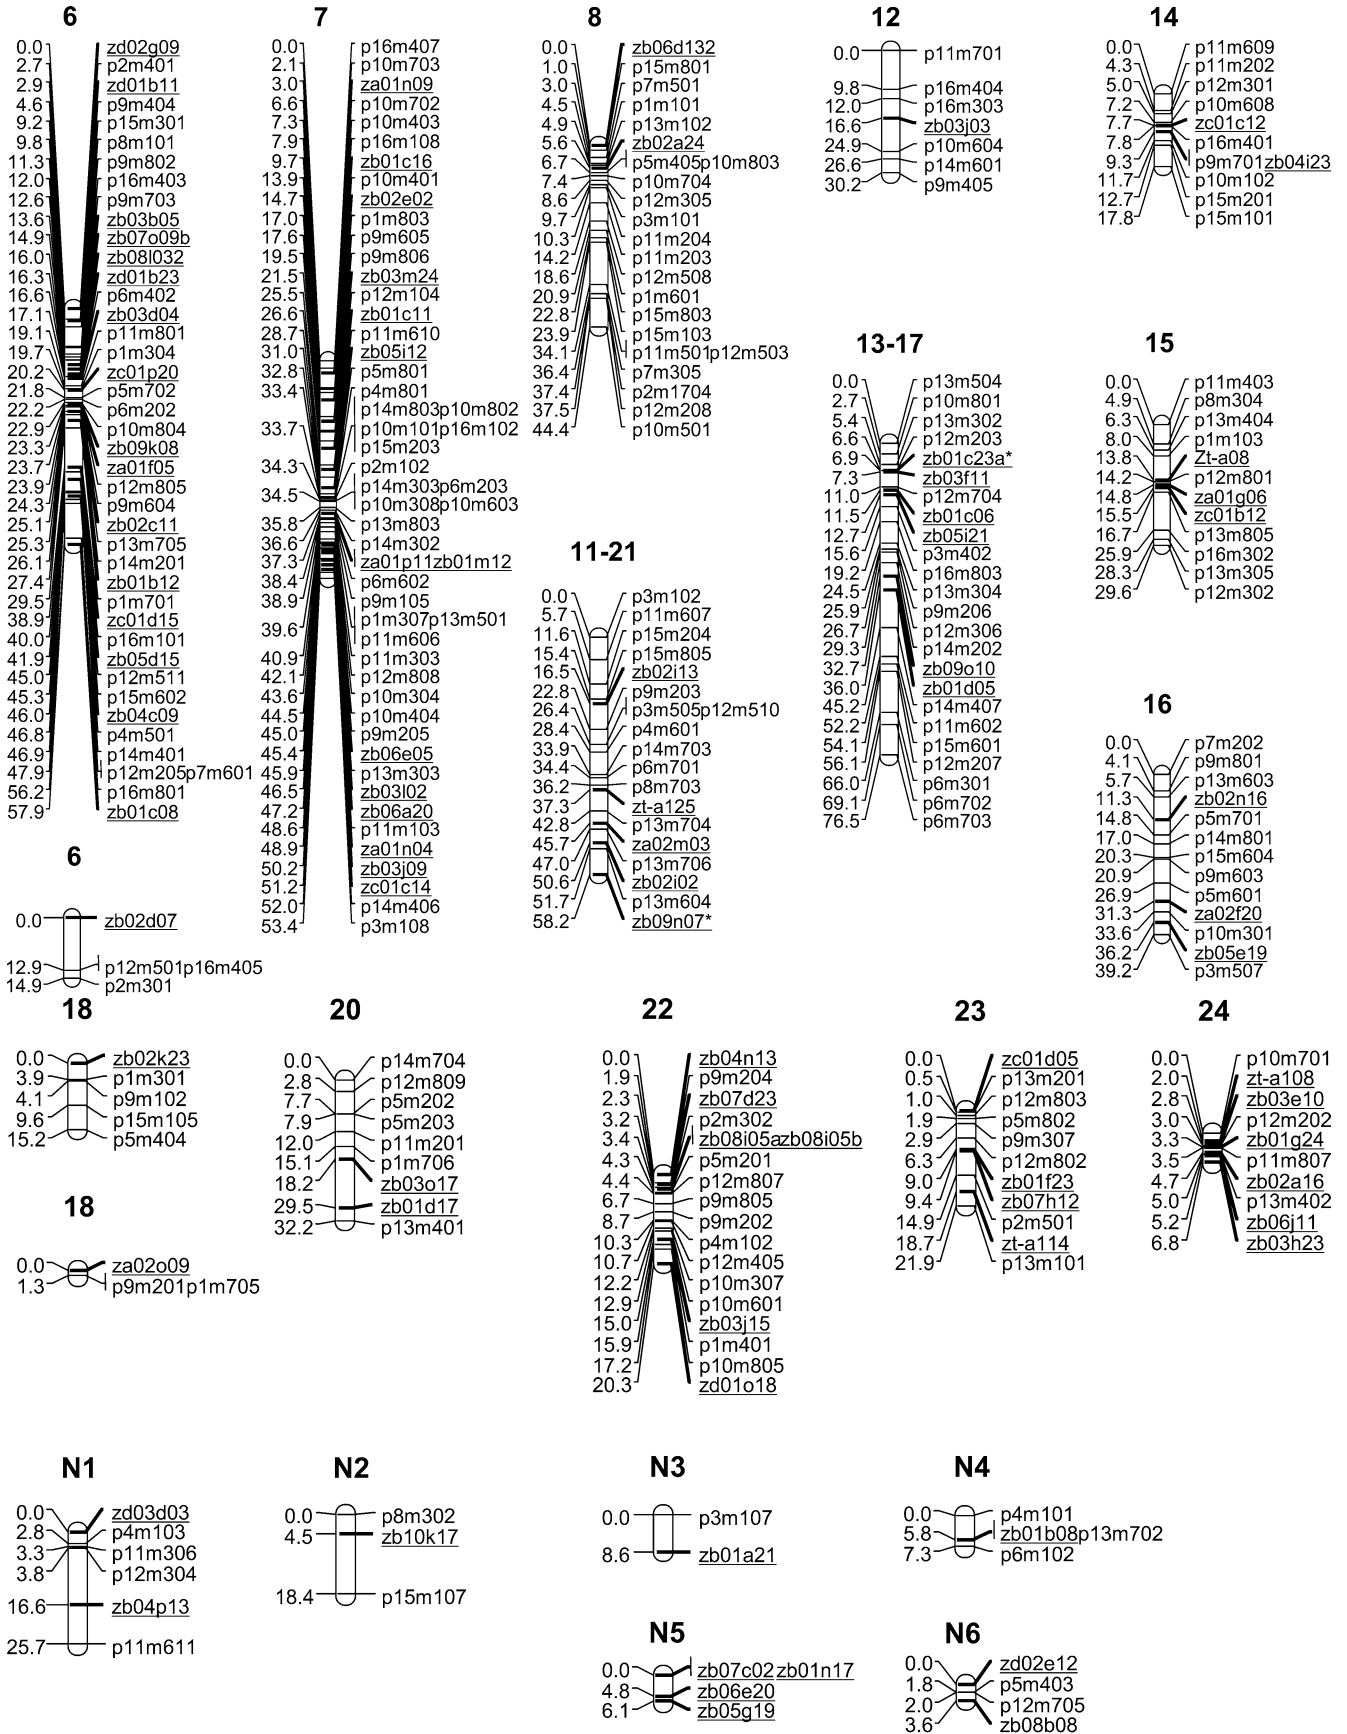 6
0.0 zd02g09
2.7 p2m401
2.9 zd01b11
4.6 p9m404
9.2 p15m301
9.8 p8m101
11.3 p9m802
12.0 p16m403
12.6 p9m703
13.6 zb03b05
14.9 zb07o09b
16.0 zb08l032
16.3 zd01b23
16.6 p6m402
17.1 zb03d04
19.1 p11m801
19.7 p1m304
20.2 zc01p20
21.8 p5m702
22.2 p6m202
22.9 p10m804
23.3 zb09k08
23.7 za01f05
23.9 p12m805
24.3 p9m604
25.1 zb02c11
25.3 p13m705
26.1 p14m201
27.4 zb01b12
29.5 p1m701
38.9 zc01d15
40.0 p16m101
41.9 zb05d15
45.0 p12m511
45.3 p15m602
46.0 zb04c09
46.8 p4m501
46.9 p14m401
47.9 p12m205p7m601
56.2 p16m801
57.9 zb01c08
6
0.0 zb02d07
12.9 p12m501p16m405
14.9 p2m301
7
0.0 p16m407
2.1 p10m703
3.0 za01n09
6.6 p10m702
7.3 p10m403
7.9 p16m108
9.7 zb01c16
13.9 p10m401
14.7 zb02e02
17.0 p1m803
17.6 p9m605
19.5 p9m806
21.5 zb03m24
25.5 p12m104
26.6 zb01c11
28.7 p11m610
31.0 zb05i12
32.8 p5m801
33.4 p4m801
p14m803p10m802
33.7 p10m101p16m102
p15m203
34.3 p2m102
p14m303p6m203
34.5 p10m308p10m603
35.8 p13m803
36.6 p14m302
37.3 za01p11zb01m12
38.4 p6m602
38.9 p9m105
p1m307p13m501
39.6 p11m606
40.9 p11m303
42.1 p12m808
43.6 p10m304
44.5 p10m404
45.0 p9m205
45.4 zb06e05
45.9 p13m303
46.5 zb03l02
47.2 zb06a20
48.6 p11m103
48.9 za01n04
50.2 zb03j09
51.2 zc01c14
52.0 p14m406
53.4 p3m108
8
0.0 zb06d132
1.0 p15m801
3.0 p7m501
4.5 p1m101
4.9 p13m102
5.6 zb02a24
6.7 p5m405p10m803
7.4 p10m704
8.6 p12m305
9.7 p3m101
10.3 p11m204
14.2 p11m203
18.6 p12m508
20.9 p1m601
22.8 p15m803
23.9 p15m103
34.1 p11m501p12m503
36.4 p7m305
37.4 p2m1704
37.5 p12m208
44.4 p10m501
11-21
0.0 p3m102
5.7 p11m607
11.6 p15m204
15.4 p15m805
16.5 zb02i13
22.8 p9m203
26.4 p3m505p12m510
28.4 p4m601
33.9 p14m703
34.4 p6m701
36.2 p8m703
37.3 zt-a125
42.8 p13m704
45.7 za02m03
47.0 p13m706
50.6 zb02i02
51.7 p13m604
58.2 zb09n07*
12
0.0 p11m701
9.8 p16m404
12.0 p16m303
16.6 zb03j03
24.9 p10m604
26.6 p14m601
30.2 p9m405
13-17
0.0 p13m504
2.7 p10m801
5.4 p13m302
6.6 p12m203
6.9 zb01c23a*
7.3 zb03f11
11.0 p12m704
11.5 zb01c06
12.7 zb05i21
15.6 p3m402
19.2 p16m803
24.5 p13m304
25.9 p9m206
26.7 p12m306
29.3 p14m202
32.7 zb09o10
36.0 zb01d05
45.2 p14m407
52.2 p11m602
54.1 p15m601
56.1 p12m207
66.0 p6m301
69.1 p6m702
76.5 p6m703
14
0.0 p11m609
4.3 p11m202
5.0 p12m301
7.2 p10m608
7.7 zc01c12
7.8 p16m401
9.3 p9m701zb04i23
11.7 p10m102
12.7 p15m201
17.8 p15m101
15
0.0 p11m403
4.9 p8m304
6.3 p13m404
8.0 p1m103
13.8 Zt-a08
14.2 p12m801
14.8 za01g06
15.5 zc01b12
16.7 p13m805
25.9 p16m302
28.3 p13m305
29.6 p12m302
16
0.0 p7m202
4.1 p9m801
5.7 p13m603
11.3 zb02n16
14.8 p5m701
17.0 p14m801
20.3 p15m604
20.9 p9m603
26.9 p5m601
31.3 za02f20
33.6 p10m301
36.2 zb05e19
39.2 p3m507
18
0.0 zb02k23
3.9 p1m301
4.1 p9m102
9.6 p15m105
15.2 p5m404
18
0.0 za02o09
1.3 p9m201p1m705
20
0.0 p14m704
2.8 p12m809
7.7 p5m202
7.9 p5m203
12.0 p11m201
15.1 p1m706
18.2 zb03o17
29.5 zb01d17
32.2 p13m401
22
0.0 zb04n13
1.9 p9m204
2.3 zb07d23
3.2 p2m302
3.4 zb08i05azb08i05b
4.3 p5m201
4.4 p12m807
6.7 p9m805
8.7 p9m202
10.3 p4m102
10.7 p12m405
12.2 p10m307
12.9 p10m601
15.0 zb03j15
15.9 p1m401
17.2 p10m805
20.3 zd01o18
23
0.0 zc01d05
0.5 p13m201
1.0 p12m803
1.9 p5m802
2.9 p9m307
6.3 p12m802
9.0 zb01f23
9.4 zb07h12
14.9 p2m501
18.7 zt-a114
21.9 p13m101
24
0.0 p10m701
2.0 zt-a108
2.8 zb03e10
3.0 p12m202
3.3 zb01g24
3.5 p11m807
4.7 zb02a16
5.0 p13m402
5.2 zb06j11
6.8 zb03h23
N1
0.0 zd03d03
2.8 p4m103
3.3 p11m306
3.8 p12m304
16.6 zb04p13
25.7 p11m611
N2
0.0 p8m302
4.5 zb10k17
18.4 p15m107
N3
0.0 p3m107
8.6 zb01a21
N4
0.0 p4m101
5.8 zb01b08p13m702
7.3 p6m102
N5
0.0 zb07c02 zb01n17
4.8 zb06e20
6.1 zb05g19
N6
0.0 zd02e12
1.8 p5m403
2.0 p12m705
3.6 zb08b08